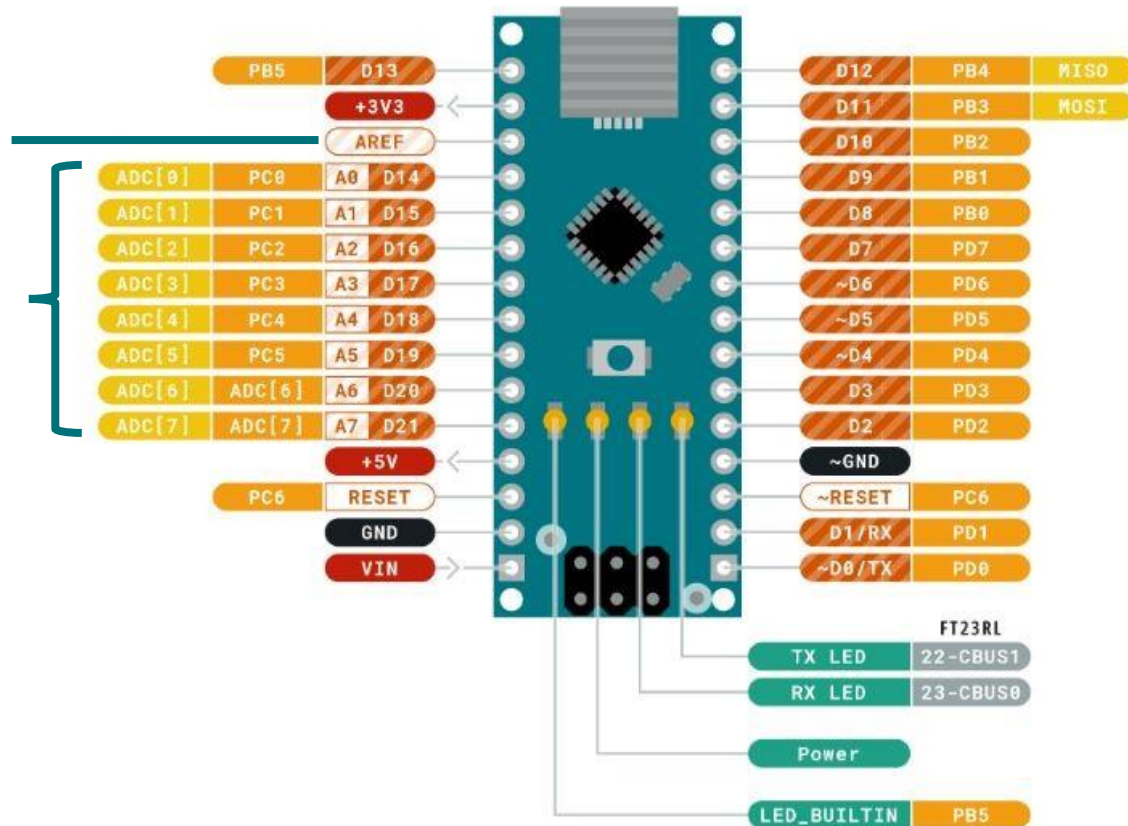 PB5 D13 D12 PB4 MISO
+3V3 D11 PB3 MOSI
AREF D10 PB2
ADC[0] PC0 A0 D14 D9 PB1
ADC[1] PC1 A1 D15 D8 PB0
ADC[2] PC2 A2 D16 D7 PD7
ADC[3] PC3 A3 D17 ~D6 PD6
ADC[4] PC4 A4 D18 ~D5 PD5
ADC[5] PC5 A5 D19 ~D4 PD4
ADC[6] ADC[6] A6 D20 D3 PD3
ADC[7] ADC[7] A7 D21 D2 PD2
+5V ~GND
PC6 RESET ~RESET PC6
GND D1/RX PD1
VIN ~D0/TX PD0
FT23RL
TX LED 22-CBUS1
RX LED 23-CBUS0
Power
LED_BUILTIN PB5